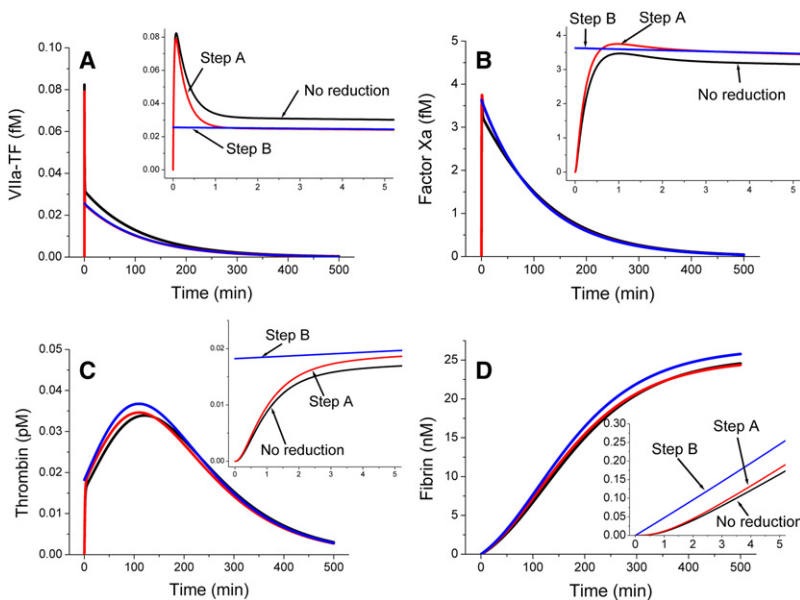 A
VIIa-TF (fM)
0.10
0.08
0.06
0.04
0.02
0.00
0 100 200 300 400 500
Time (min)
0.08
0.06
0.04
0.02
0.00
0 1 2 3 4 5
Step A
No reduction
Step B
B
Factor Xa (fM)
5
4
3
2
1
0
0 100 200 300 400 500
Time (min)
4
3
2
1
0
0 1 2 3 4 5
Step B
Step A
No reduction
C
Thrombin (pM)
0.05
0.04
0.03
0.02
0.01
0.00
0 100 200 300 400 500
Time (min)
0.02
0.01
0.00
0 1 2 3 4 5
Step B
Step A
No reduction
D
Fibrin (nM)
25
20
15
10
5
0
0 100 200 300 400 500
Time (min)
0.30
0.25
0.20
0.15
0.10
0.05
0.00
0 1 2 3 4 5
Step B
Step A
No reduction